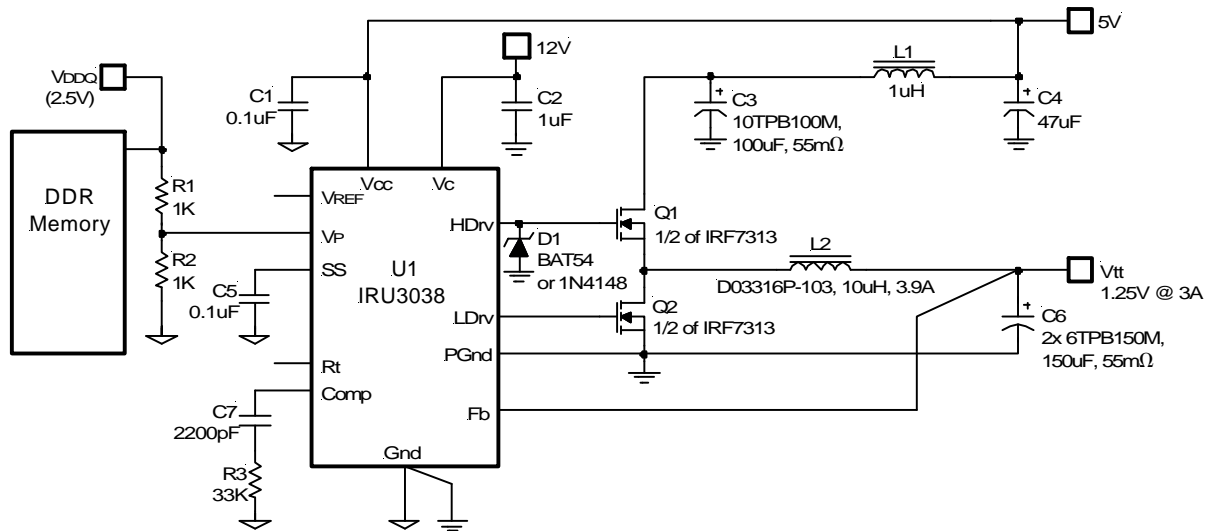 5V
12V
L1
1uH
VDDQ
(2.5V)
C1
0.1uF
C2
1uF
C3
10TPB100M,
100uF, 55mΩ
C4
47uF
DDR
Memory
R1
1K
R2
1K
C5
0.1uF
Vcc
Vc
VREF
VP
SS
U1
IRU3038
Rt
Comp
Gnd
HDrv
LDrv
PGnd
Fb
D1
BAT54
or 1N4148
Q1
1/2 of IRF7313
Q2
1/2 of IRF7313
L2
D03316P-103, 10uH, 3.9A
Vtt
1.25V @ 3A
C6
2x 6TPB150M,
150uF, 55mΩ
C7
2200pF
R3
33K